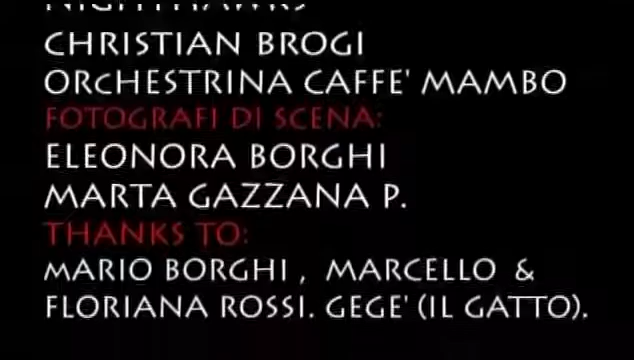 NIGHTHAWKS
CHRISTIAN BROGI
ORcHESTRINA CAFFE' MAMBO
FOTOGRAFI DI SCENA:
ELEONORA BORGHI
MARTA GAZZANA P.
THANKS TO:
mARIO BORGHI , MARCELLO &
FLORIANA ROSSI. GEGE' (IL GATTO).